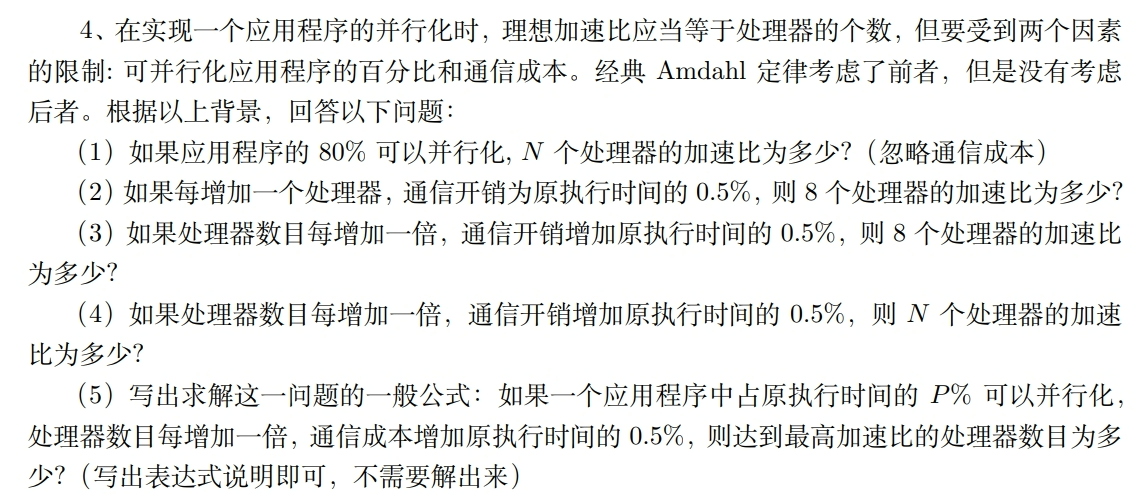 4、在实现一个应用程序的并行化时，理想加速比应当等于处理器的个数，但要受到两个因素
的限制: 可并行化应用程序的百分比和通信成本。经典 Amdahl 定律考虑了前者，但是没有考虑
后者。根据以上背景，回答以下问题：
（1）如果应用程序的 80% 可以并行化, N 个处理器的加速比为多少?（忽略通信成本）
（2）如果每增加一个处理器，通信开销为原执行时间的 0.5%，则 8 个处理器的加速比为多少?
（3）如果处理器数目每增加一倍，通信开销增加原执行时间的 0.5%，则 8 个处理器的加速比
为多少?
（4）如果处理器数目每增加一倍，通信开销增加原执行时间的 0.5%，则 N 个处理器的加速
比为多少?
（5）写出求解这一问题的一般公式：如果一个应用程序中占原执行时间的 P% 可以并行化，
处理器数目每增加一倍，通信成本增加原执行时间的 0.5%，则达到最高加速比的处理器数目为多
少?（写出表达式说明即可，不需要解出来）